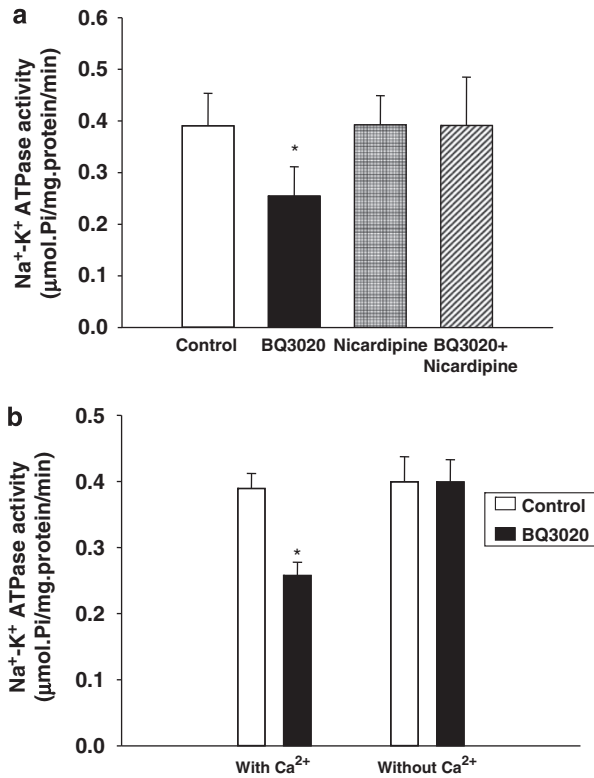 a
Na⁺-K⁺ ATPase activity
(μmol.Pi/mg.protein/min)
0.6
0.5
0.4
0.3
0.2
0.1
0.0
*
Control
BQ3020
Nicardipine
BQ3020+
Nicardipine
b
Na⁺-K⁺ ATPase activity
(μmol.Pi/mg.protein/min)
0.5
0.4
0.3
0.2
0.1
0.0
*
Control
BQ3020
With Ca²⁺
Without Ca²⁺